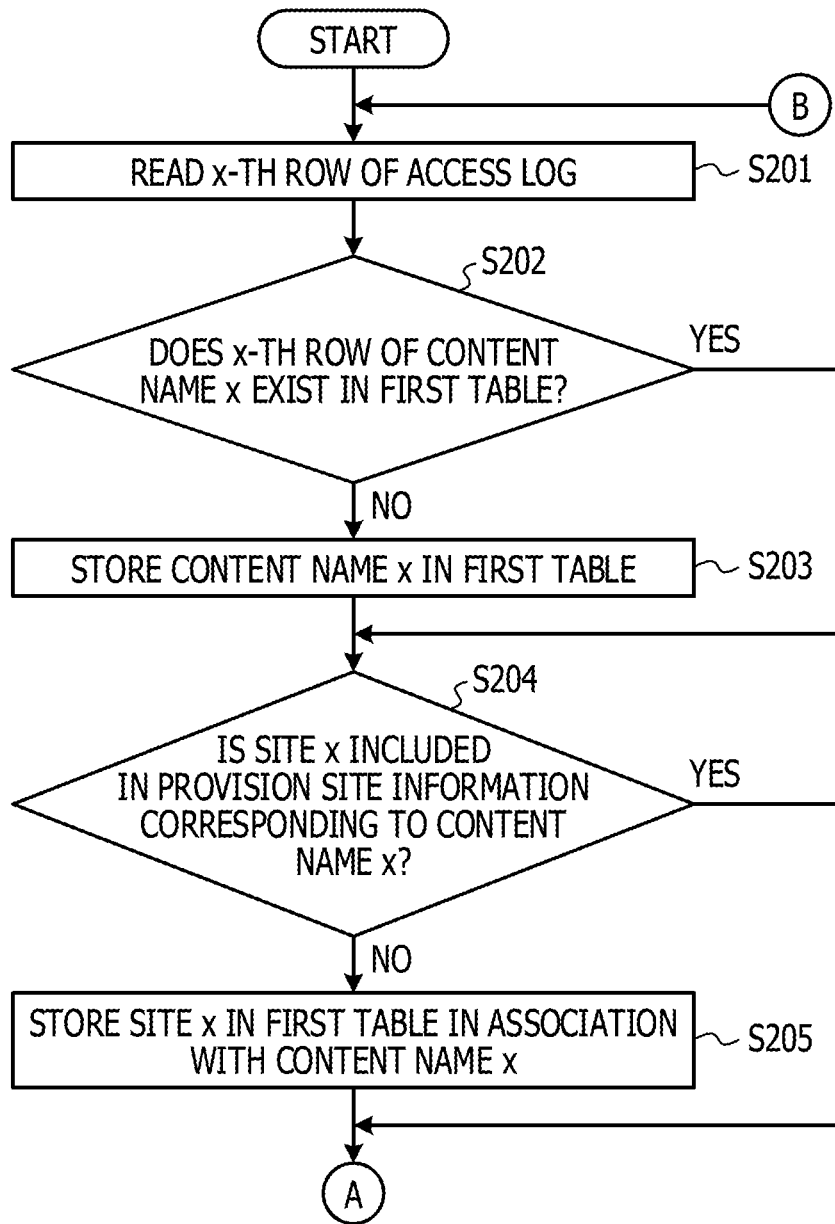 START
B
READ x-TH ROW OF ACCESS LOG
S201
S202
DOES x-TH ROW OF CONTENT
NAME x EXIST IN FIRST TABLE?
YES
NO
STORE CONTENT NAME x IN FIRST TABLE
S203
S204
IS SITE x INCLUDED
IN PROVISION SITE INFORMATION
CORRESPONDING TO CONTENT
NAME x?
YES
NO
STORE SITE x IN FIRST TABLE IN ASSOCIATION
WITH CONTENT NAME x
S205
A